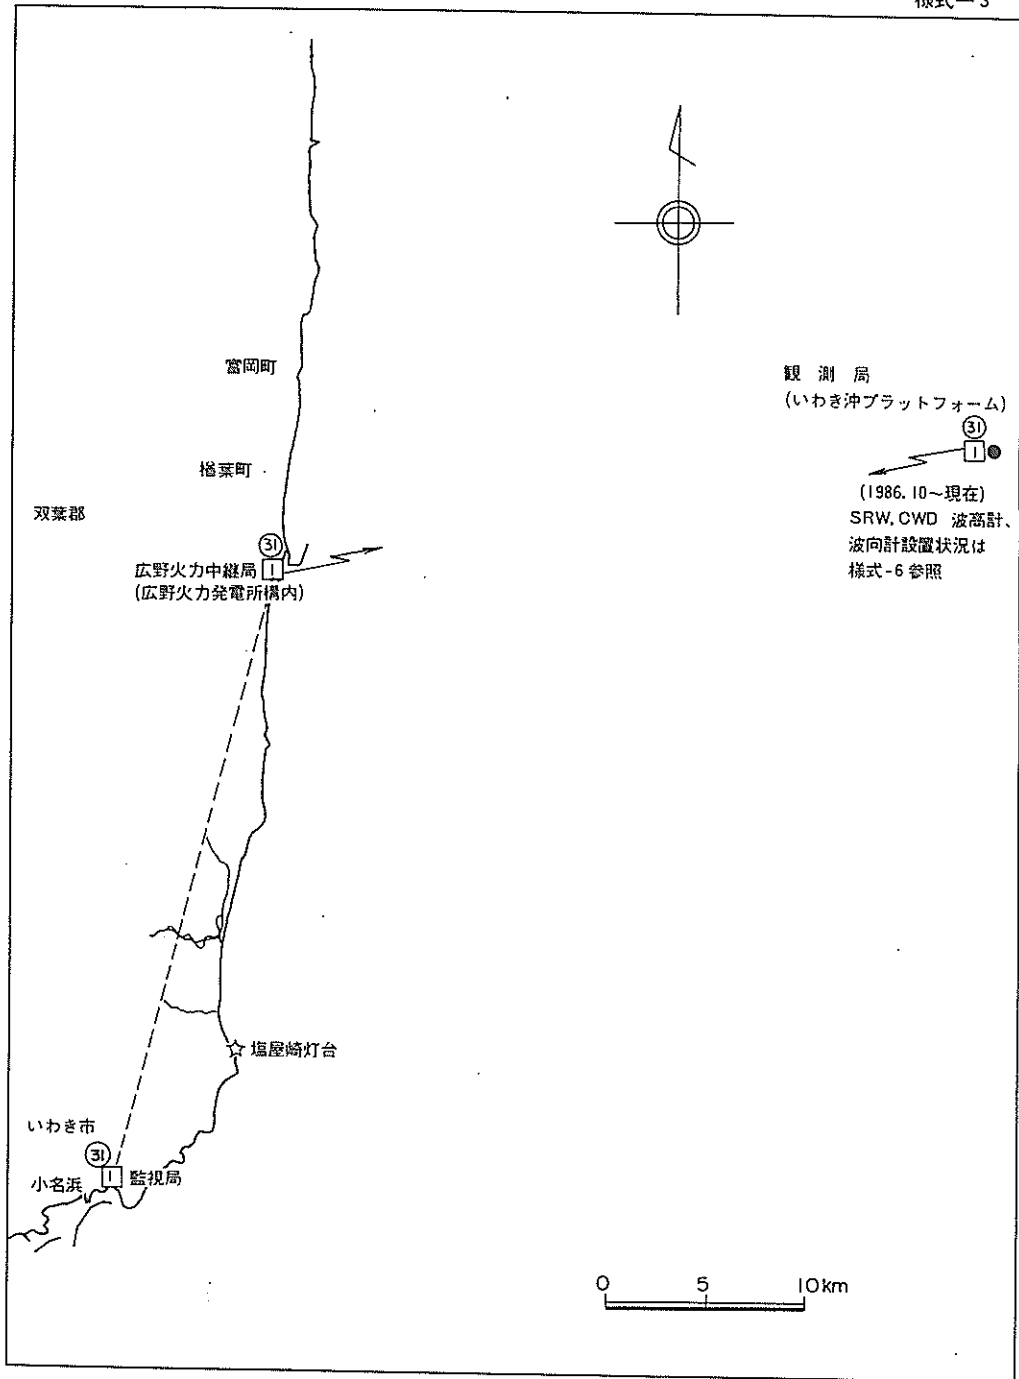 様式－3
富岡町
観測局
(いわき沖プラットフォーム)
㉛
1
楢葉町
(1986.10～現在)
SRW, CWD 波高計、
波向計設置状況は
様式-6 参照
双葉郡
㉛
広野火力中継局 1
(広野火力発電所構内)
塩屋崎灯台
いわき市
㉛
1 監視局
小名浜
0 5 10km